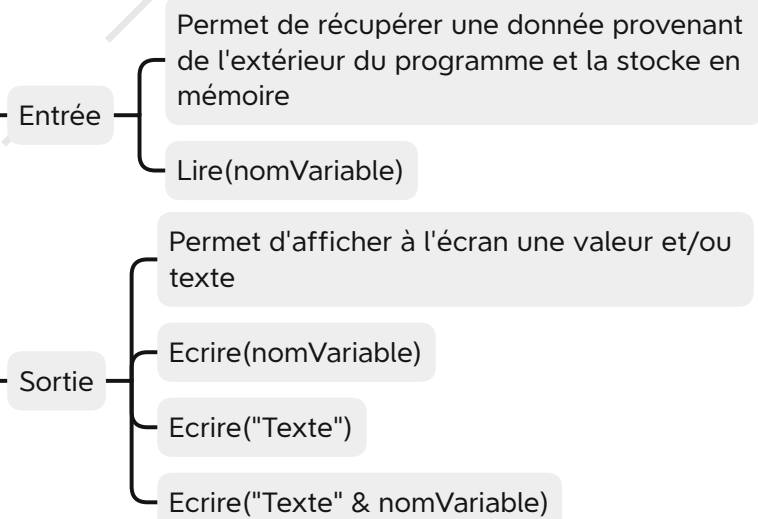 Permet de récupérer une donnée provenant
de l'extérieur du programme et la stocke en
mémoire
Entrée
Lire(nomVariable)
Permet d'afficher à l'écran une valeur et/ou
texte
Ecrire(nomVariable)
Sortie
Ecrire("Texte")
Ecrire("Texte" & nomVariable)